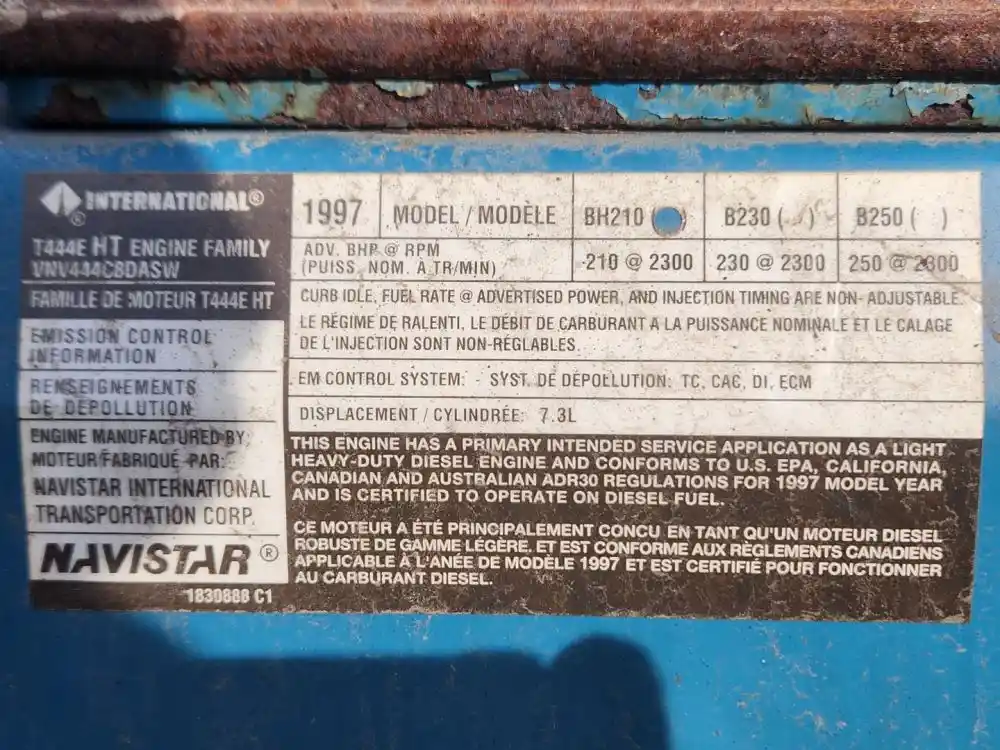 INTERNATIONAL®
T444E HT ENGINE FAMILY
VNV444C8DASW
FAMILLE DE MOTEUR T444E HT
EMISSION CONTROL
INFORMATION
RENSEIGNEMENTS
DE DÉPOLLUTION
ENGINE MANUFACTURED BY:
MOTEUR FABRIQUÉ PAR:
NAVISTAR INTERNATIONAL
TRANSPORTATION CORP.
NAVISTAR®
1830888 C1
1997 MODEL / MODÈLE BH210 ( ) B230 ( ) B250 ( )
ADV. BHP @ RPM
(PUISS. NOM. À TR/MIN) 210 @ 2300 230 @ 2300 250 @ 2300
CURB IDLE, FUEL RATE @ ADVERTISED POWER, AND INJECTION TIMING ARE NON- ADJUSTABLE.
LE RÉGIME DE RALENTI, LE DÉBIT DE CARBURANT A LA PUISSANCE NOMINALE ET LE CALAGE
DE L'INJECTION SONT NON-RÉGLABLES.
EM CONTROL SYSTEM: - SYST. DE DÉPOLLUTION: TC, CAC, DI, ECM
DISPLACEMENT / CYLINDRÉE: 7.3L
THIS ENGINE HAS A PRIMARY INTENDED SERVICE APPLICATION AS A LIGHT
HEAVY-DUTY DIESEL ENGINE AND CONFORMS TO U.S. EPA, CALIFORNIA,
CANADIAN AND AUSTRALIAN ADR30 REGULATIONS FOR 1997 MODEL YEAR
AND IS CERTIFIED TO OPERATE ON DIESEL FUEL.
CE MOTEUR A ÉTÉ PRINCIPALEMENT CONCU EN TANT QU'UN MOTEUR DIESEL
ROBUSTE DE GAMME LÉGÈRE. ET EST CONFORME AUX RÈGLEMENTS CANADIENS
APPLICABLE À L'ANÉE DE MODÈLE 1997 ET EST CERTIFIÉ POUR FONCTIONNER
AU CARBURANT DIESEL.